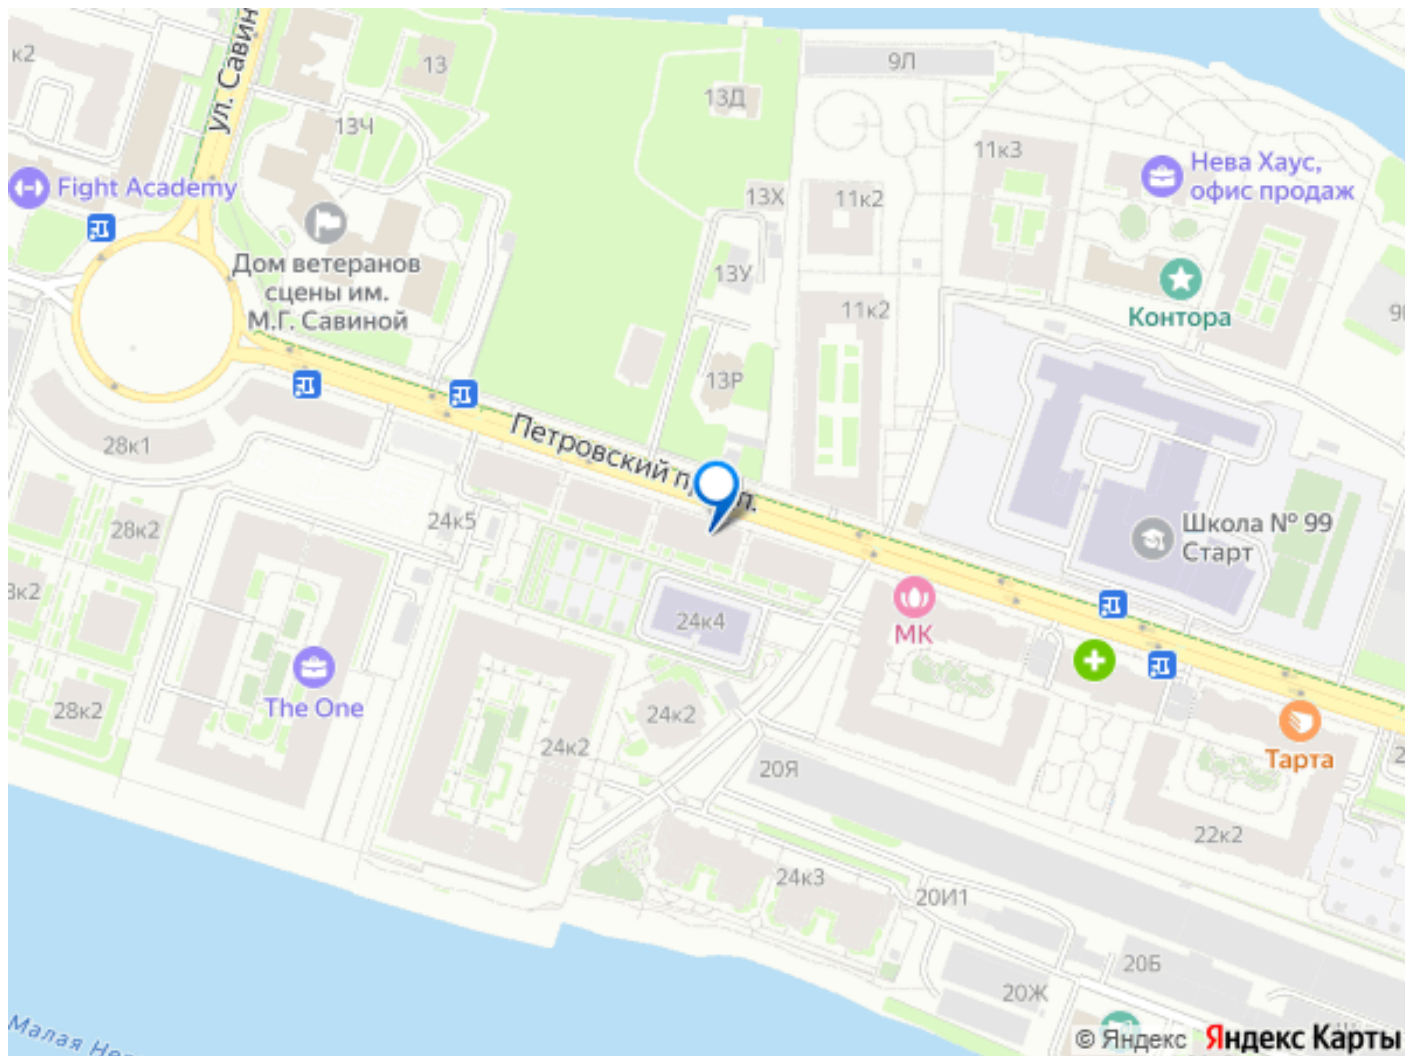 ул. Савин
к2
13
9Л
13Д
13Ч
11к3
Нева Хаус,
офис продаж
Fight Academy
13Х
11к2
Дом ветеранов
сцены им.
М.Г. Савиной
13У
Контора
11к2
13Р
Петровский п
л.
28к1
24к5
28к2
Школа № 99
Старт
24к4
МК
The One
28к2
24к2
24к2
20Я
Тарта
22к2
24к3
20И1
20Б
20Ж
Малая Не
© Яндекс
Яндекс Карты